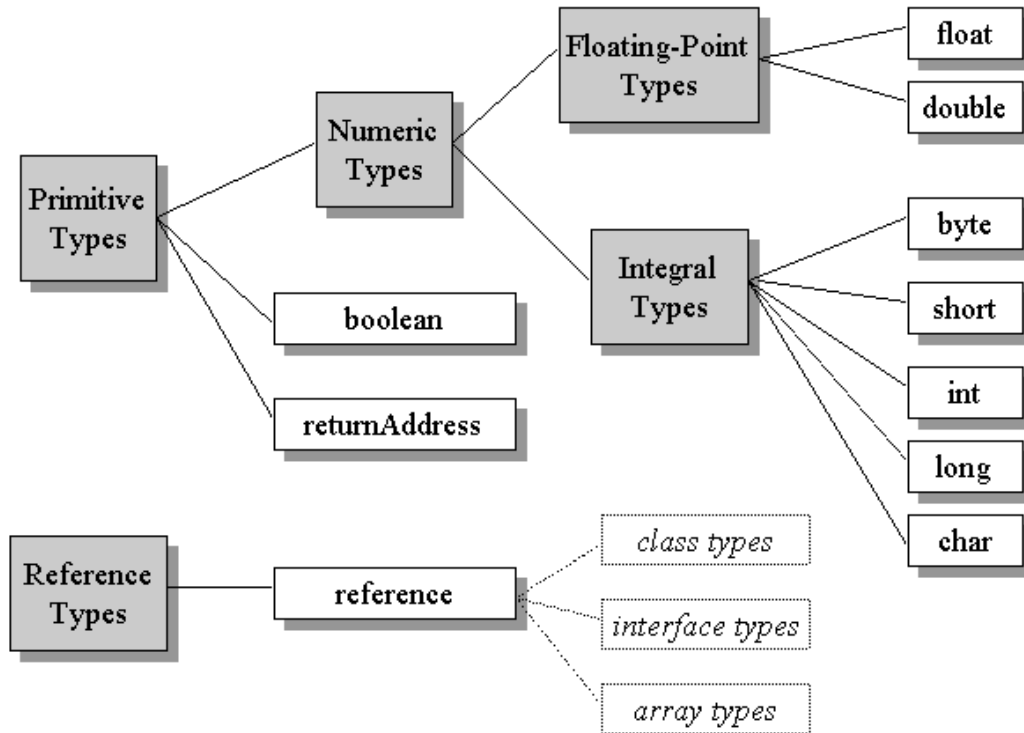 Primitive
Types
Numeric
Types
Floating-Point
Types
float
double
Integral
Types
byte
short
int
long
char
boolean
returnAddress
Reference
Types
reference
class types
interface types
array types